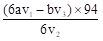 (6av₁ − bv₃) × 94
6v₂